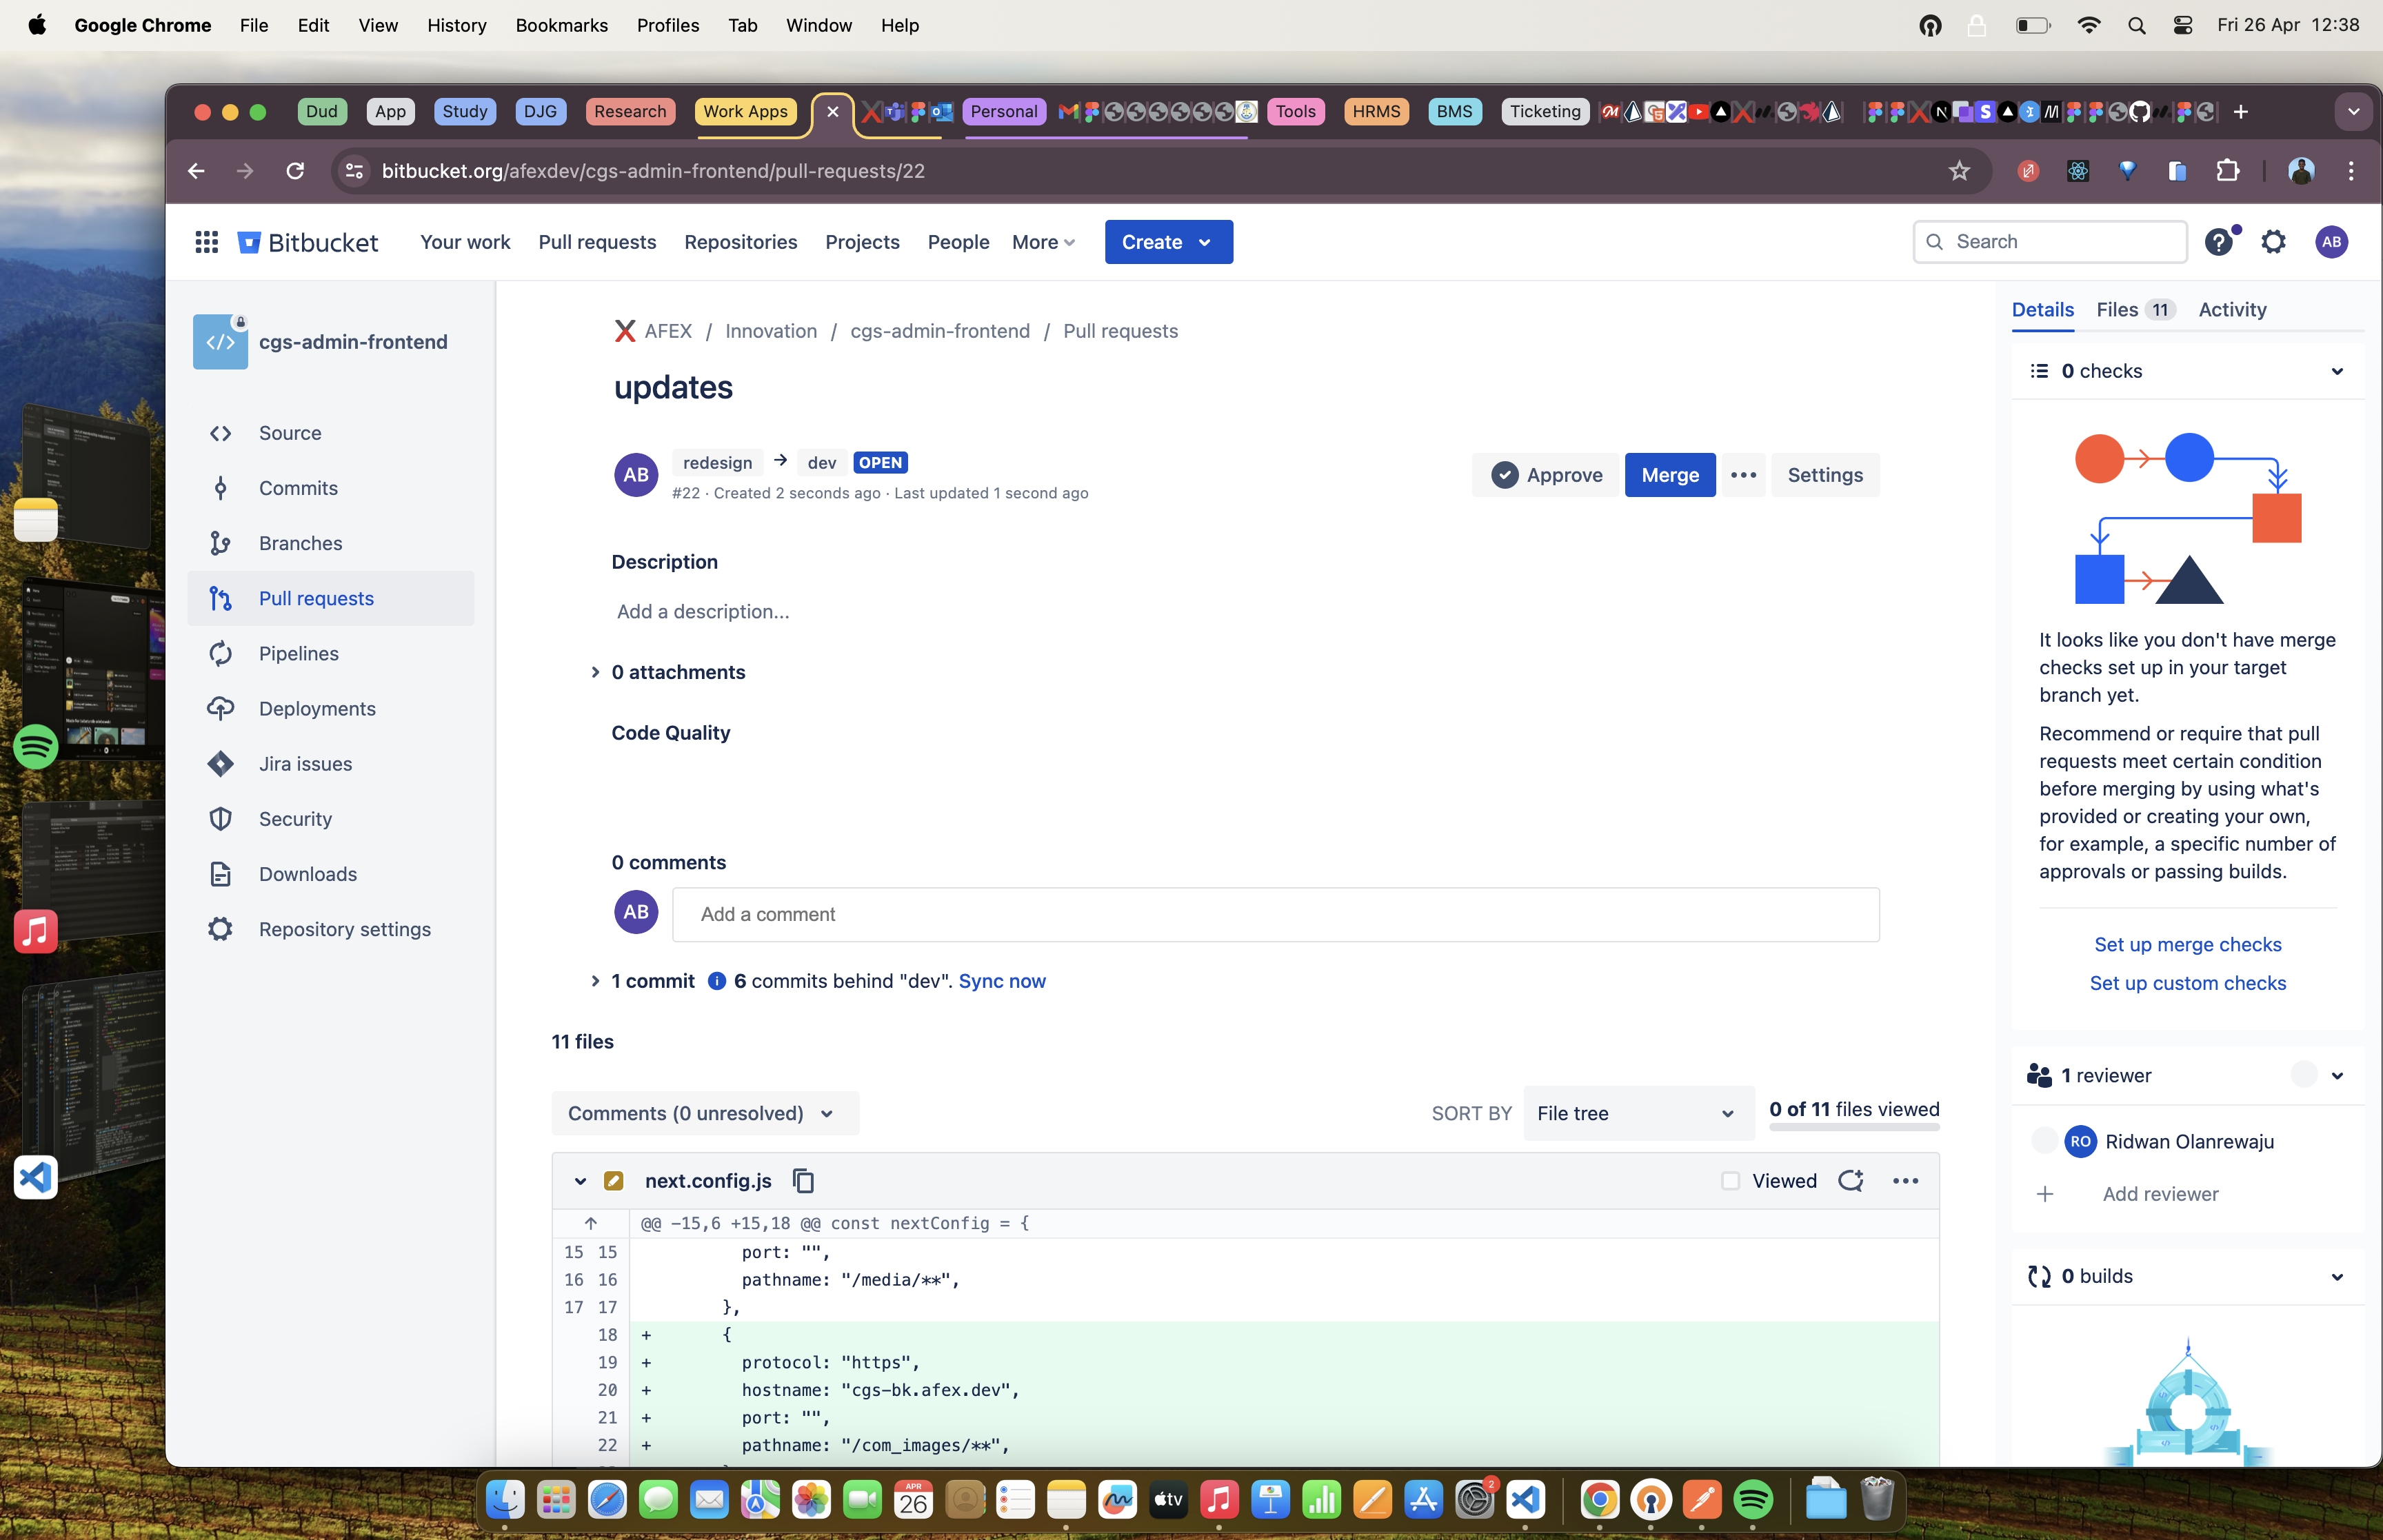 Google Chrome File Edit View History Bookmarks Profiles Tab Window Help
Fri 26 Apr 12:38
Dud App Study DJG Research Work Apps Personal Tools HRMS BMS Ticketing
bitbucket.org/afexdev/cgs-admin-frontend/pull-requests/22
Bitbucket Your work Pull requests Repositories Projects People More Create
Search
AB
cgs-admin-frontend
Source
Commits
Branches
Pull requests
Pipelines
Deployments
Jira issues
Security
Downloads
Repository settings
AFEX / Innovation / cgs-admin-frontend / Pull requests
updates
AB
redesign → dev OPEN
#22 · Created 2 seconds ago · Last updated 1 second ago
Approve Merge Settings
Description
Add a description...
0 attachments
Code Quality
0 comments
AB
Add a comment
1 commit 6 commits behind "dev". Sync now
11 files
Comments (0 unresolved)
SORT BY File tree
0 of 11 files viewed
next.config.js
Viewed
@@ -15,6 +15,18 @@ const nextConfig = {
15 15 port: "",
16 16 pathname: "/media/**",
17 17 },
18 + {
19 + protocol: "https",
20 + hostname: "cgs-bk.afex.dev",
21 + port: "",
22 + pathname: "/com_images/**",
Details Files 11 Activity
0 checks
It looks like you don't have merge
checks set up in your target
branch yet.
Recommend or require that pull
requests meet certain condition
before merging by using what's
provided or creating your own,
for example, a specific number of
approvals or passing builds.
Set up merge checks
Set up custom checks
1 reviewer
RO Ridwan Olanrewaju
Add reviewer
0 builds
APR
26
tv
2